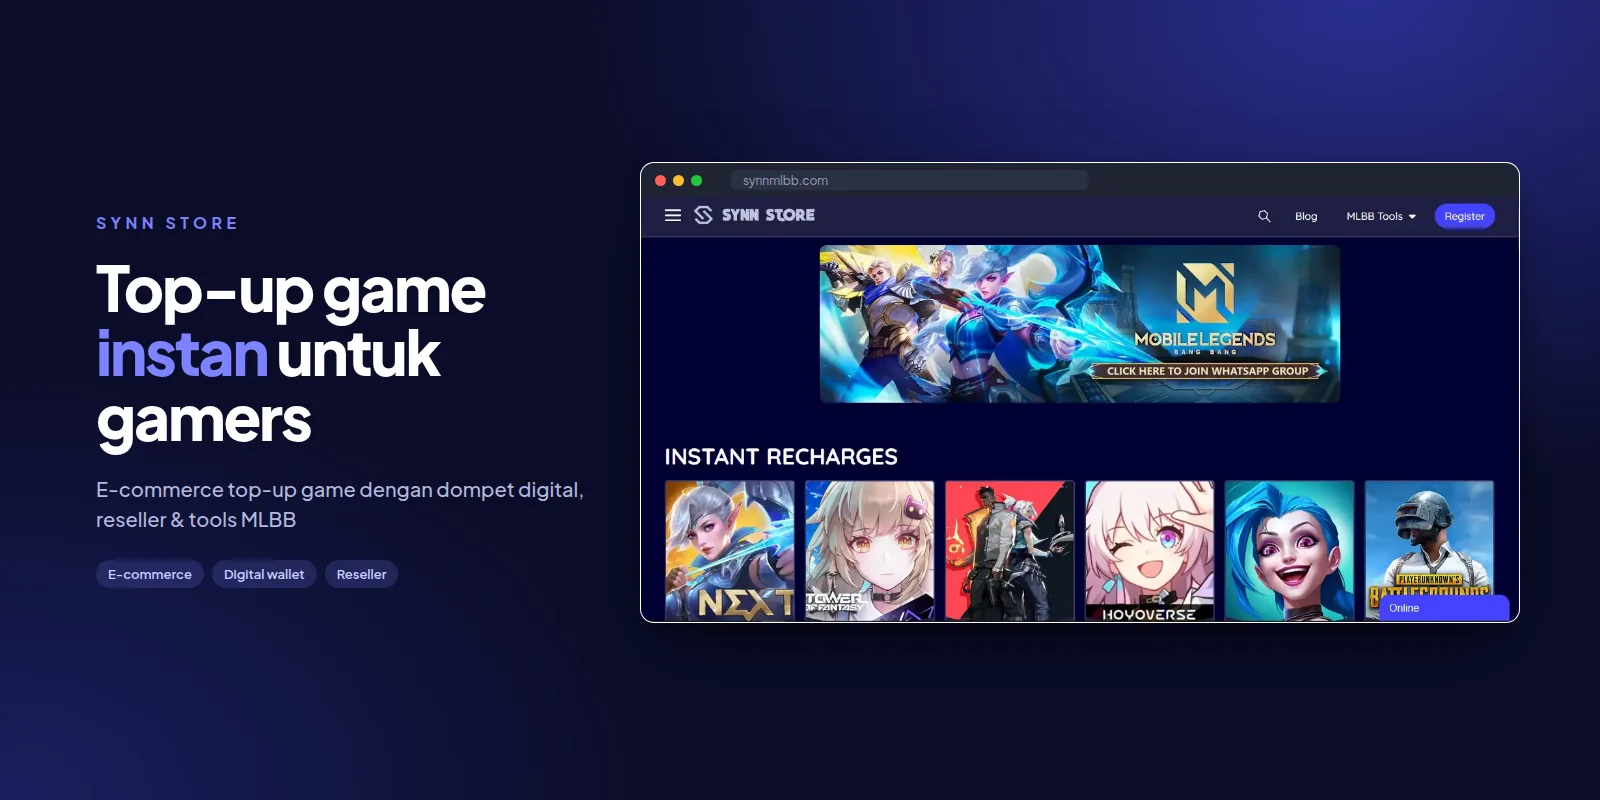 SYNN STORE
Top-up game
instan untuk
gamers
E-commerce top-up game dengan dompet digital,
reseller & tools MLBB
E-commerce Digital wallet Reseller
synnmlbb.com
SYNN STORE
Blog MLBB Tools Register
MOBILE LEGENDS
BANG BANG
CLICK HERE TO JOIN WHATSAPP GROUP
INSTANT RECHARGES
NEXT
TOWER
OF FANTASY
HOYOVERSE
PLAYERUNKNOWN'S
BATTLEGROUNDS
Online